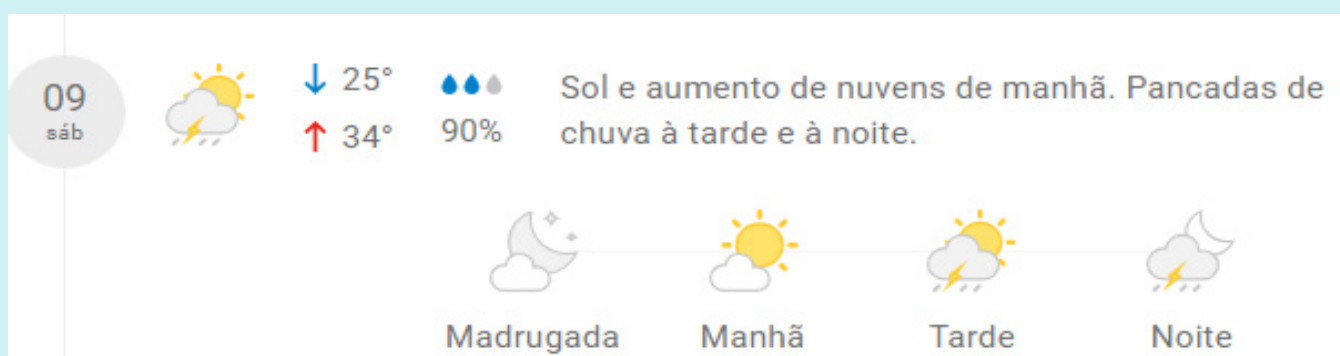 09
sáb
25°
34°
90%
Sol e aumento de nuvens de manhã. Pancadas de
chuva à tarde e à noite.
Madrugada Manhã Tarde Noite